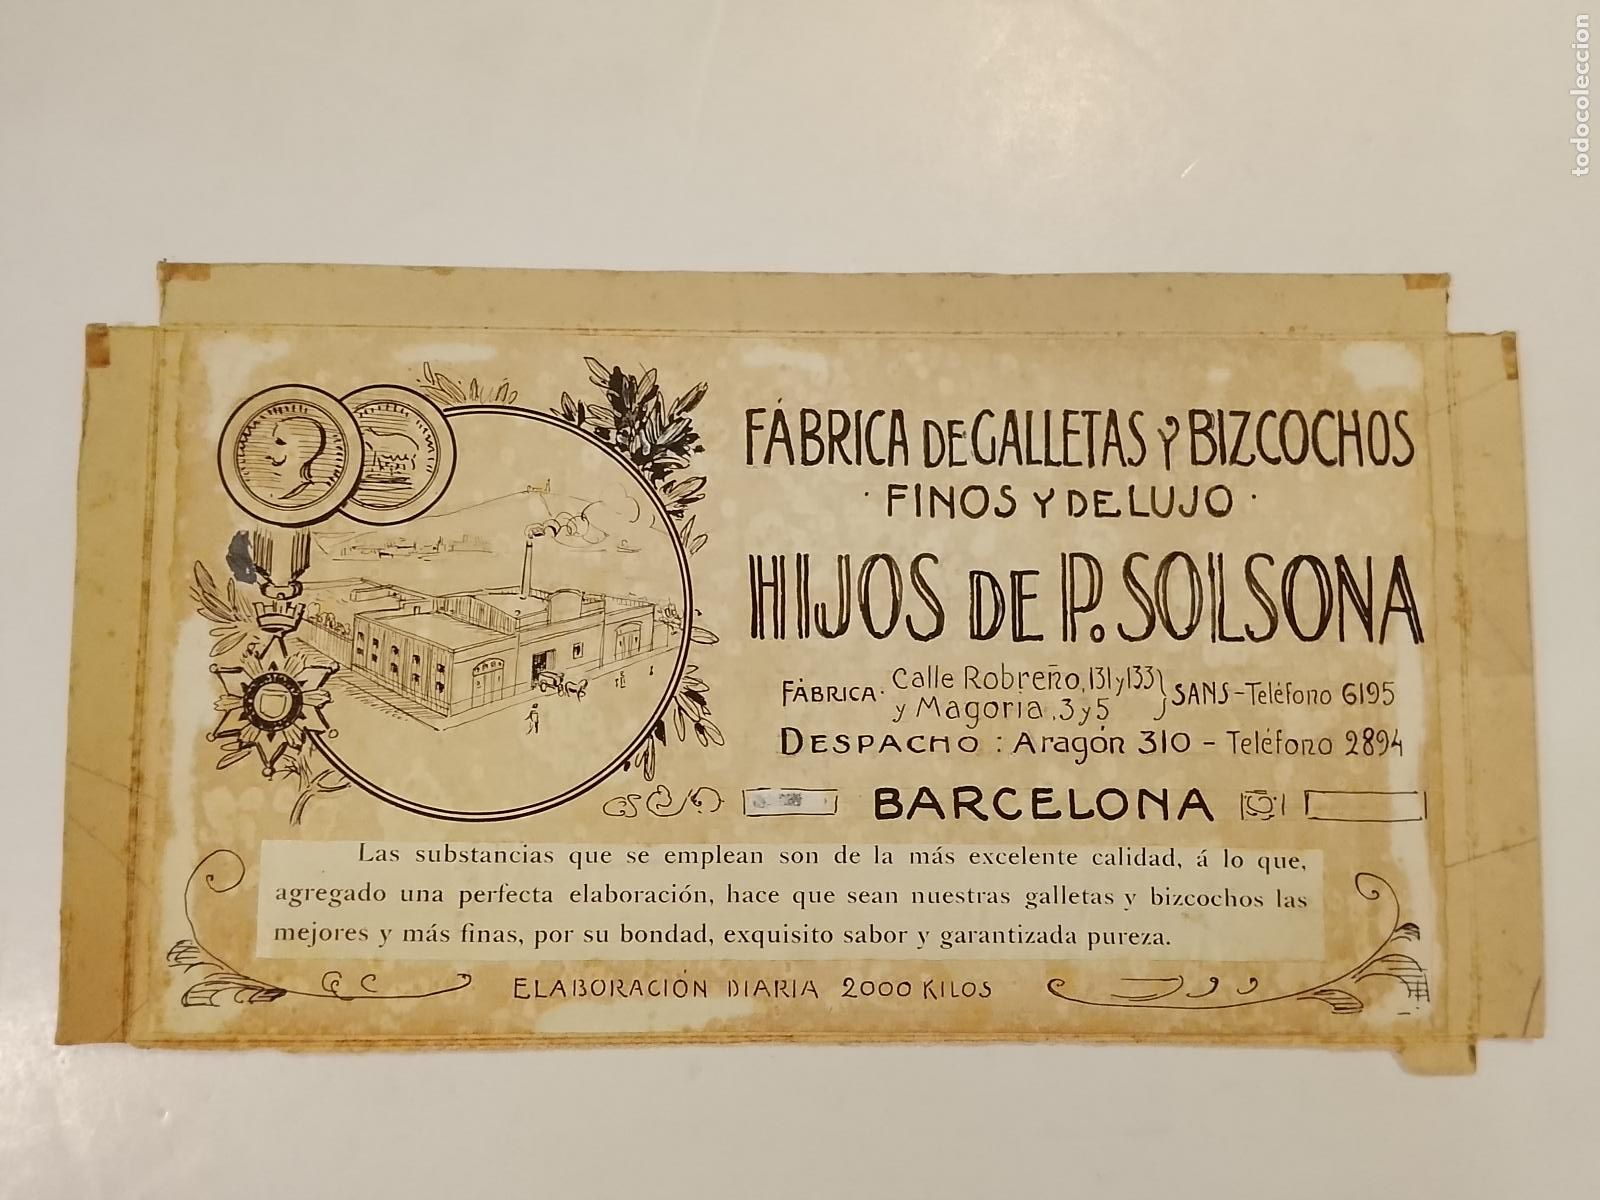 FÁBRICA DE GALLETAS Y BIZCOCHOS
· FINOS Y DE LUJO ·
HIJOS DE P. SOLSONA
FÁBRICA· Calle Robreño, 131 y 133 } SANS - Teléfono 6195
y Magoria, 3 y 5
DESPACHO : Aragón 310 - Teléfono 2894
BARCELONA
Las substancias que se emplean son de la más excelente calidad, á lo que,
agregado una perfecta elaboración, hace que sean nuestras galletas y bizcochos las
mejores y más finas, por su bondad, exquisito sabor y garantizada pureza.
ELABORACIÓN DIARIA 2000 KILOS
todocoleccion